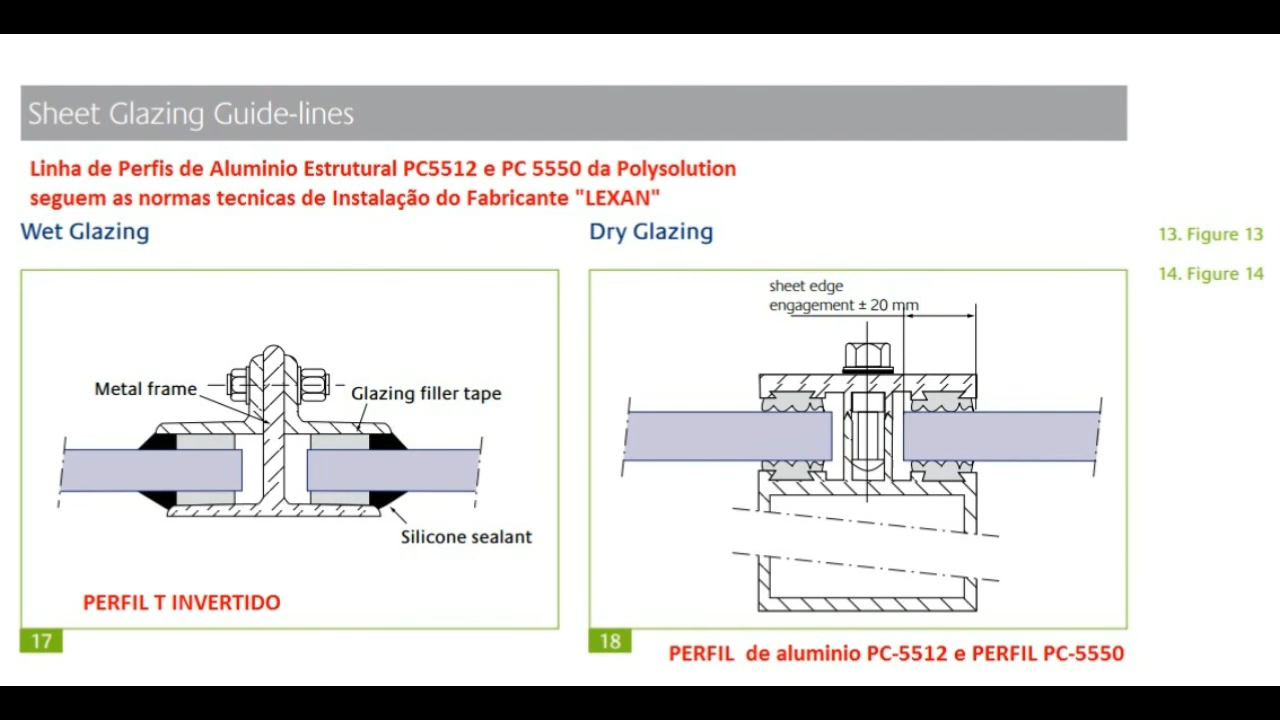 Sheet Glazing Guide-lines
Linha de Perfis de Aluminio Estrutural PC5512 e PC 5550 da Polysolution
seguem as normas tecnicas de Instalação do Fabricante "LEXAN"
Wet Glazing
Dry Glazing
13. Figure 13
14. Figure 14
sheet edge
engagement ± 20 mm
Metal frame
Glazing filler tape
Silicone sealant
PERFIL T INVERTIDO
17
18
PERFIL de aluminio PC-5512 e PERFIL PC-5550